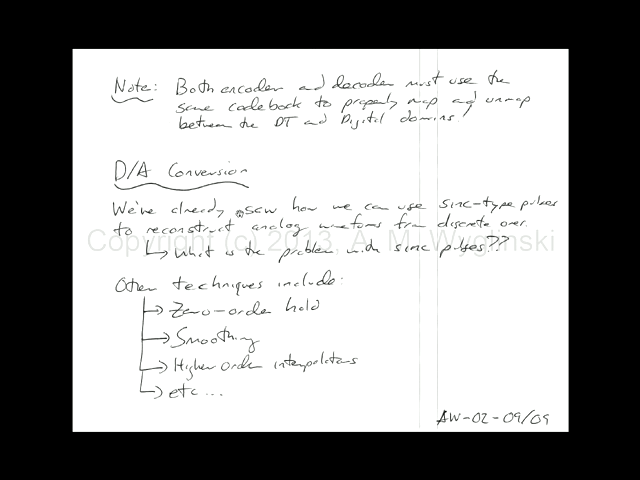 Note: Both encoder and decoder must use the
same codebook to properly map and unmap
between the DT and Digital domains!
D/A Conversion
We've already saw how we can use sinc-type pulses
to reconstruct analog waveforms from discrete ones.
Copyright (c) 2013, A. M. Wyglinski
↳ What is the problem with sinc pulses??
Other techniques include:
→ Zero-order hold
→ Smoothing
→ Higher order interpolators
→ etc...
AW-02-09/09